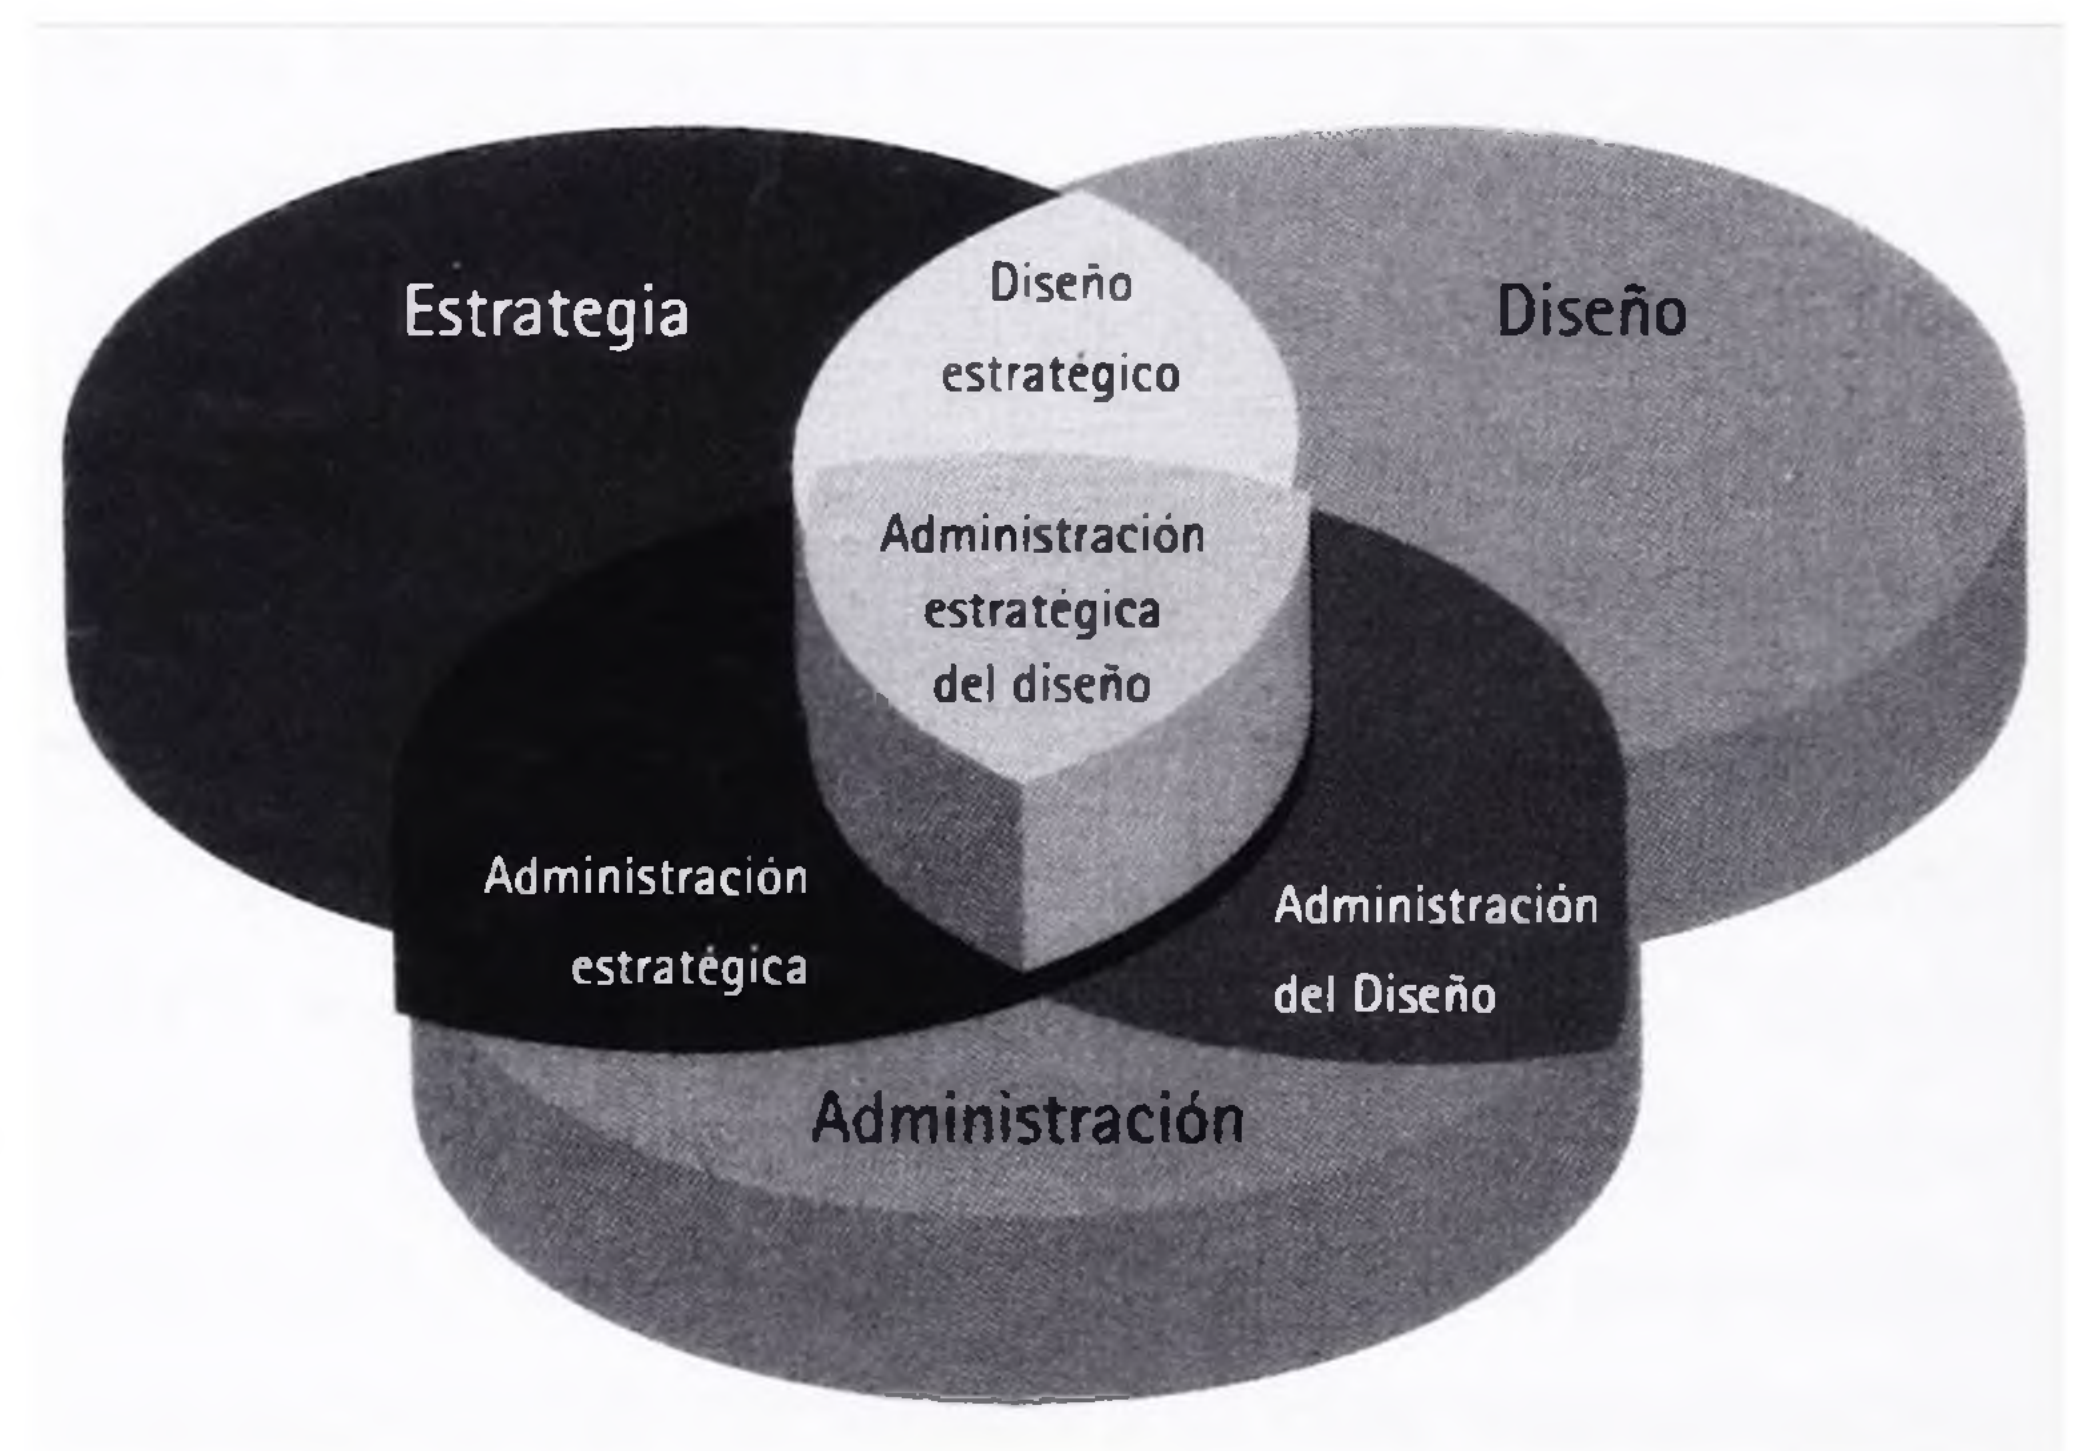 Estrategia
Diseño
estratégico
Diseño
Administración
estratégica
del diseño
Administración
estratégica
Administración
del Diseño
Administración